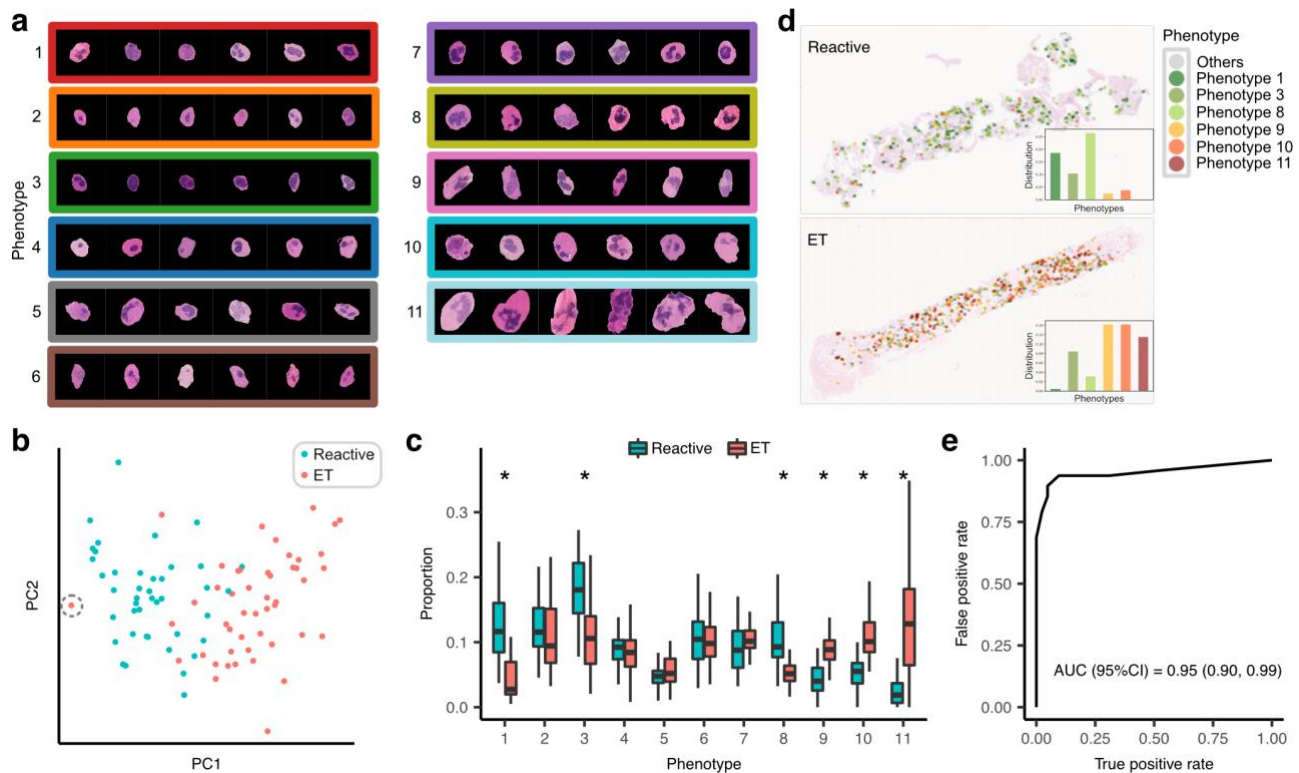 a
Phenotype
1
2
3
4
5
6
7
8
9
10
11
d
Reactive
Distribution
Phenotypes
ET
Distribution
Phenotypes
Phenotype
Others
Phenotype 1
Phenotype 3
Phenotype 8
Phenotype 9
Phenotype 10
Phenotype 11
b
Reactive
ET
PC2
PC1
c
Reactive
ET
* * * * * *
Proportion
0.3
0.2
0.1
0.0
1 2 3 4 5 6 7 8 9 10 11
Phenotype
e
False positive rate
1.00
0.75
0.50
0.25
0.00
AUC (95%CI) = 0.95 (0.90, 0.99)
0.00 0.25 0.50 0.75 1.00
True positive rate